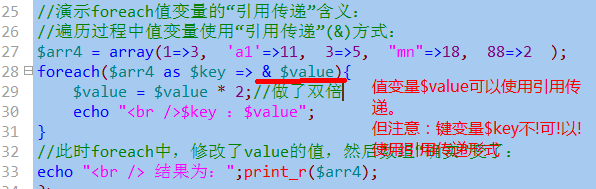 25 //演示foreach值变量的“引用传递”含义：
26 //遍历过程中值变量使用“引用传递”(&)方式：
27 $arr4 = array(1=>3, 'a1'=>11, 3=>5, "mn"=>18, 88=>2 );
28 foreach($arr4 as $key => & $value){
29 $value = $value * 2;//做了双倍
30 echo "<br />$key : $value";
31 }
值变量$value可以使用引用传
递。
但注意：键变量$key不!可!以!
使用引用传递形式
32 //此时foreach中，修改了value的值，然后
33 echo "<br /> 结果为：";print_r($arr4);